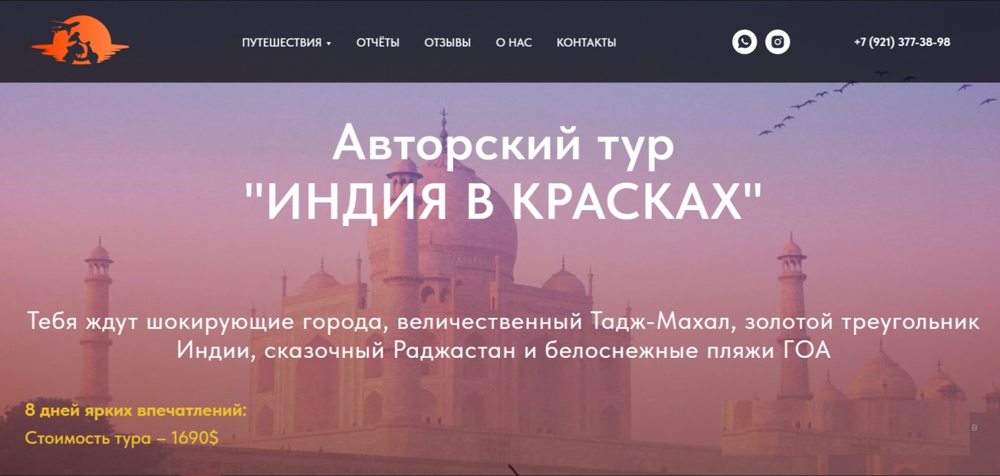 ПУТЕШЕСТВИЯ ОТЧЁТЫ ОТЗЫВЫ О НАС КОНТАКТЫ +7 (921) 377-38-98
Авторский тур
"ИНДИЯ В КРАСКАХ"
Тебя ждут шокирующие города, величественный Тадж-Махал, золотой треугольник
Индии, сказочный Раджастан и белоснежные пляжи ГОА
8 дней ярких впечатлений:
Стоимость тура – 1690$
в